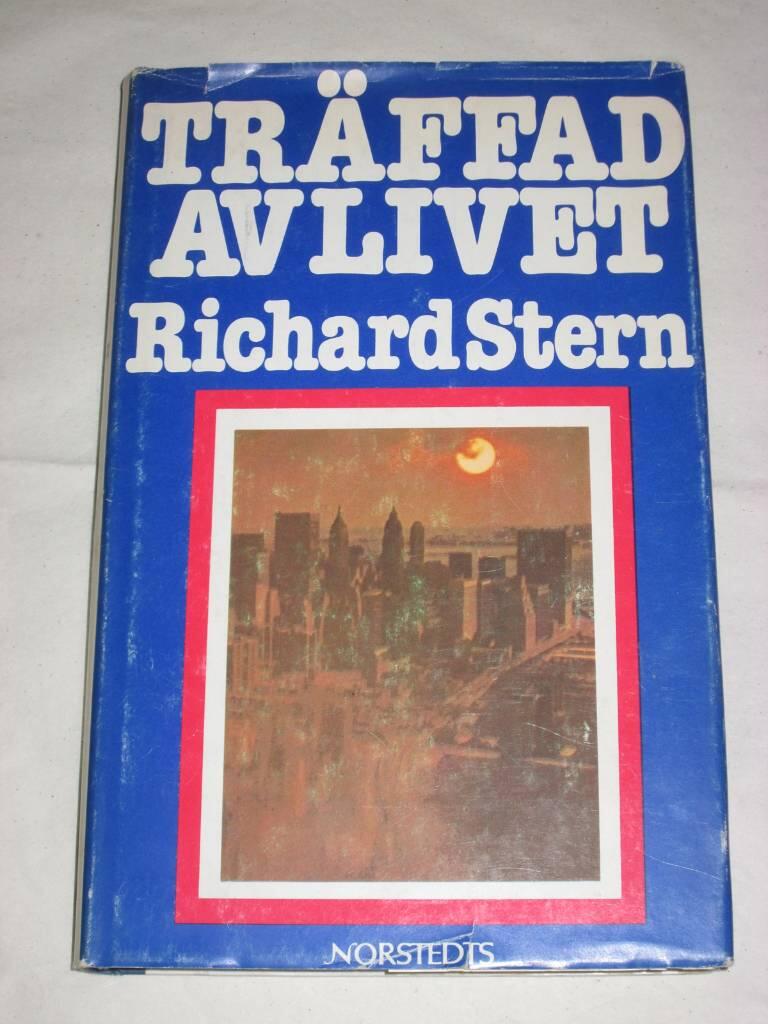 TRÄFFAD
AV LIVET
Richard Stern
NORSTEDTS